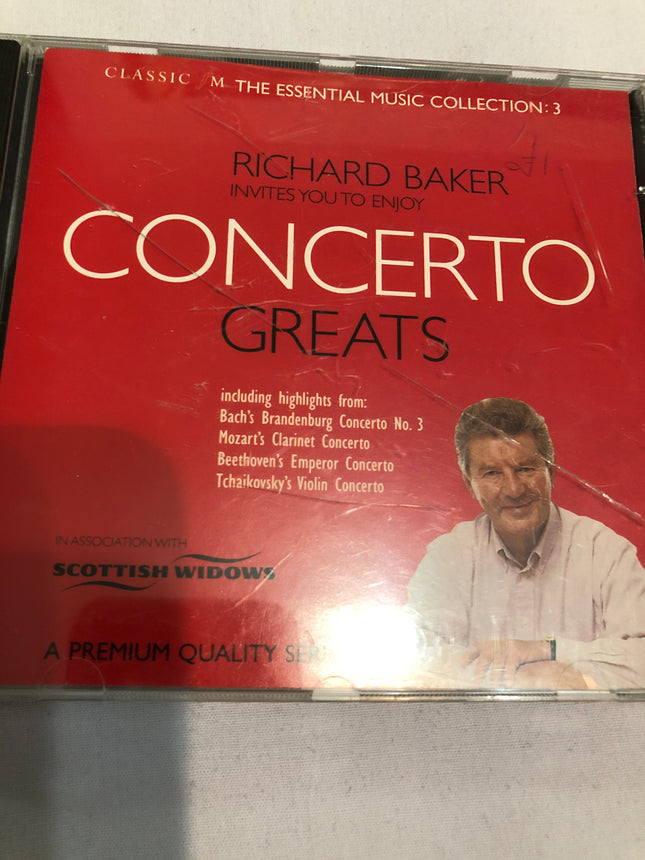 CLASSIC fM THE ESSENTIAL MUSIC COLLECTION: 3
£1.
RICHARD BAKER
INVITES YOU TO ENJOY
CONCERTO
GREATS
including highlights from:
Bach's Brandenburg Concerto No. 3
Mozart's Clarinet Concerto
Beethoven's Emperor Concerto
Tchaikovsky's Violin Concerto
IN ASSOCIATION WITH
SCOTTISH WIDOWS
A PREMIUM QUALITY